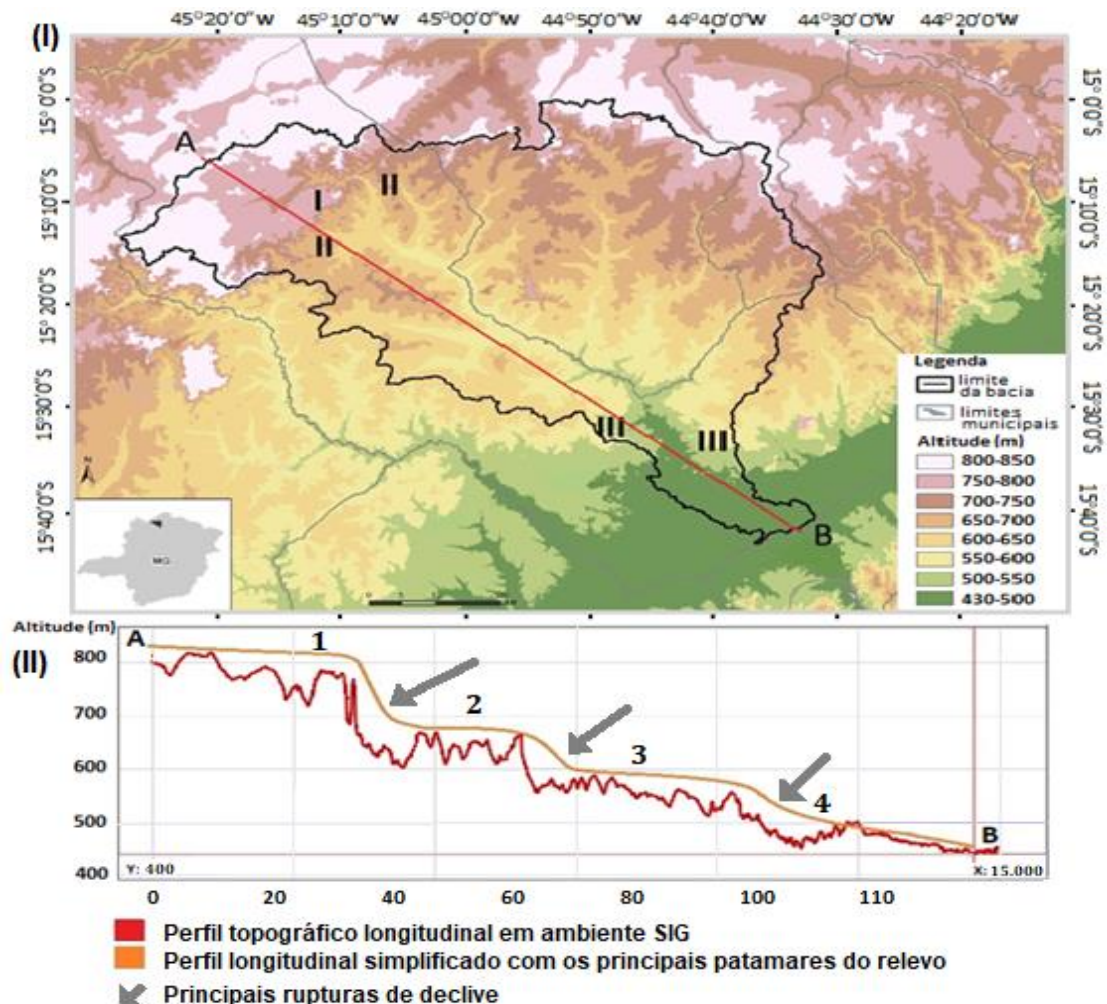 (I)
45°20'0"O 45°10'0"O 45°0'0"O 44°50'0"O 44°40'0"O 44°30'0"O 44°20'0"O
15°0'0"S
15°10'0"S
15°20'0"S
15°30'0"S
15°40'0"S
15°0'0"S
15°10'0"S
15°20'0"S
15°30'0"S
15°40'0"S
A
I
II
II
III
III
B
N
MG
Legenda
limite
da bacia
limites
municipais
Altitude (m)
800-850
750-800
700-750
650-700
600-650
550-600
500-550
430-500
Altitude (m)
(II)
A
1
2
3
4
B
800
700
600
500
400
Y: 400
X: 15.000
0 20 40 60 80 100 110
Perfil topográfico longitudinal em ambiente SIG
Perfil longitudinal simplificado com os principais patamares do relevo
Principais rupturas de declive